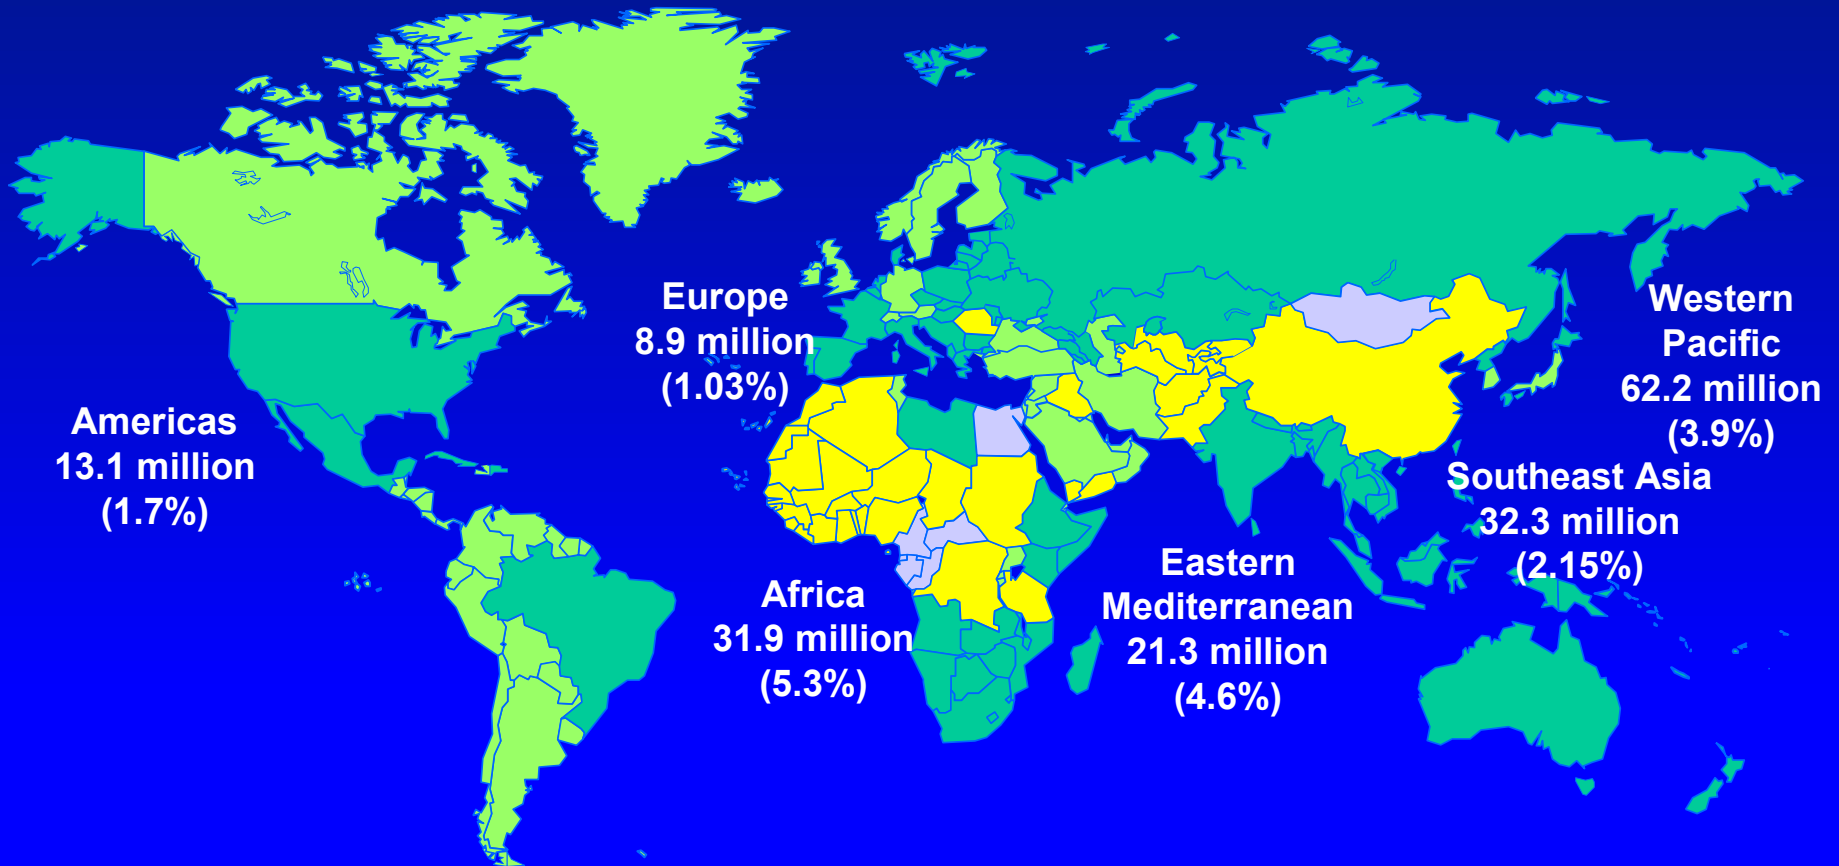 Americas
13.1 million
(1.7%)
Europe
8.9 million
(1.03%)
Africa
31.9 million
(5.3%)
Eastern
Mediterranean
21.3 million
(4.6%)
Western
Pacific
62.2 million
(3.9%)
Southeast Asia
32.3 million
(2.15%)